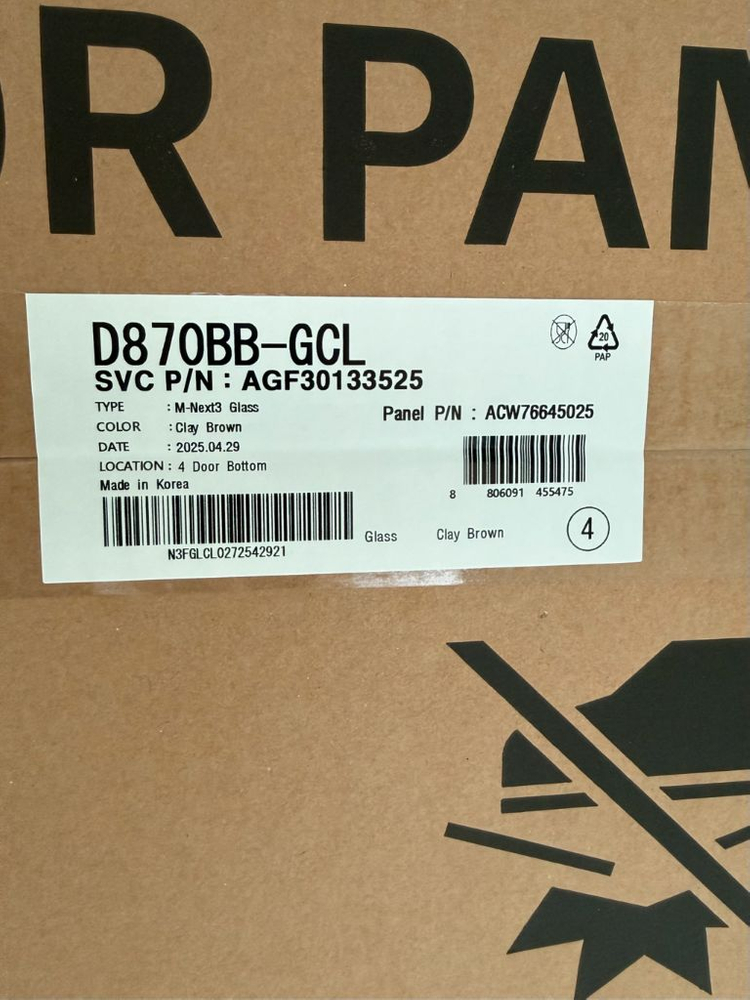 OR PAN
D870BB-GCL
SVC P/N : AGF30133525
TYPE : M-Next3 Glass
COLOR : Clay Brown
DATE : 2025.04.29
LOCATION : 4 Door Bottom
Made in Korea
N3FGLCL0272542921
Panel P/N : ACW76645025
8 806091 455475
Glass Clay Brown 4
20
PAP